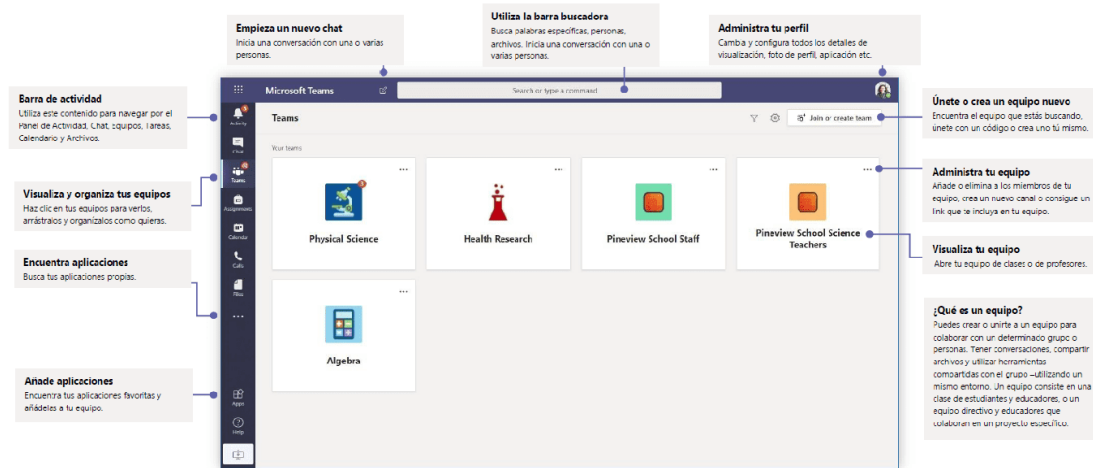 Empieza un nuevo chat
Inicia una conversación con una o varias
personas.
Utiliza la barra buscadora
Busca palabras específicas, personas,
archivos. Inicia una conversación con una o
varias personas.
Administra tu perfil
Cambia y configura todos los detalles de
visualización, foto de perfil, aplicación etc.
Barra de actividad
Utiliza este contenido para navegar por el
Panel de Actividad, Chat, Equipos, Tareas,
Calendario y Archivos.
Visualiza y organiza tus equipos
Haz clic en tus equipos para verlos,
arrástralos y organízalos como quieras.
Encuentra aplicaciones
Busca tus aplicaciones propias.
Añade aplicaciones
Encuentra tus aplicaciones favoritas y
añádeles a tu equipo.
Microsoft Teams
Search or type a command
Activity
Chat
Teams
Assignments
Calendar
Calls
Files
Apps
Help
Teams
Join or create team
Your teams
Physical Science
Health Research
Pineview School Staff
Pineview School Science
Teachers
Algebra
Únete o crea un equipo nuevo
Encuentra el equipo que estás buscando,
únete con un código o crea uno tú mismo.
Administra tu equipo
Añade o elimina a los miembros de tu
equipo, crea un nuevo canal o consigue un
link que te incluya en tu equipo.
Visualiza tu equipo
Abre tu equipo de clases o de profesores.
¿Qué es un equipo?
Puedes crear o unirte a un equipo para
colaborar con un determinado grupo o
personas. Tener conversaciones, compartir
archivos y utilizar herramientas
compartidas con el grupo –utilizando un
mismo entorno. Un equipo consiste en una
clase de estudiantes y educadores, o un
equipo directivo y educadores que
colaboran en un proyecto específico.